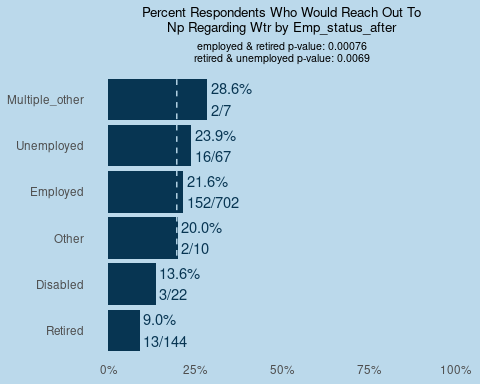 Percent Respondents Who Would Reach Out To
Np Regarding Wtr by Emp_status_after
employed & retired p-value: 0.00076
retired & unemployed p-value: 0.0069
Multiple_other
28.6%
2/7
Unemployed
23.9%
16/67
Employed
21.6%
152/702
Other
20.0%
2/10
Disabled
13.6%
3/22
Retired
9.0%
13/144
0% 25% 50% 75% 100%